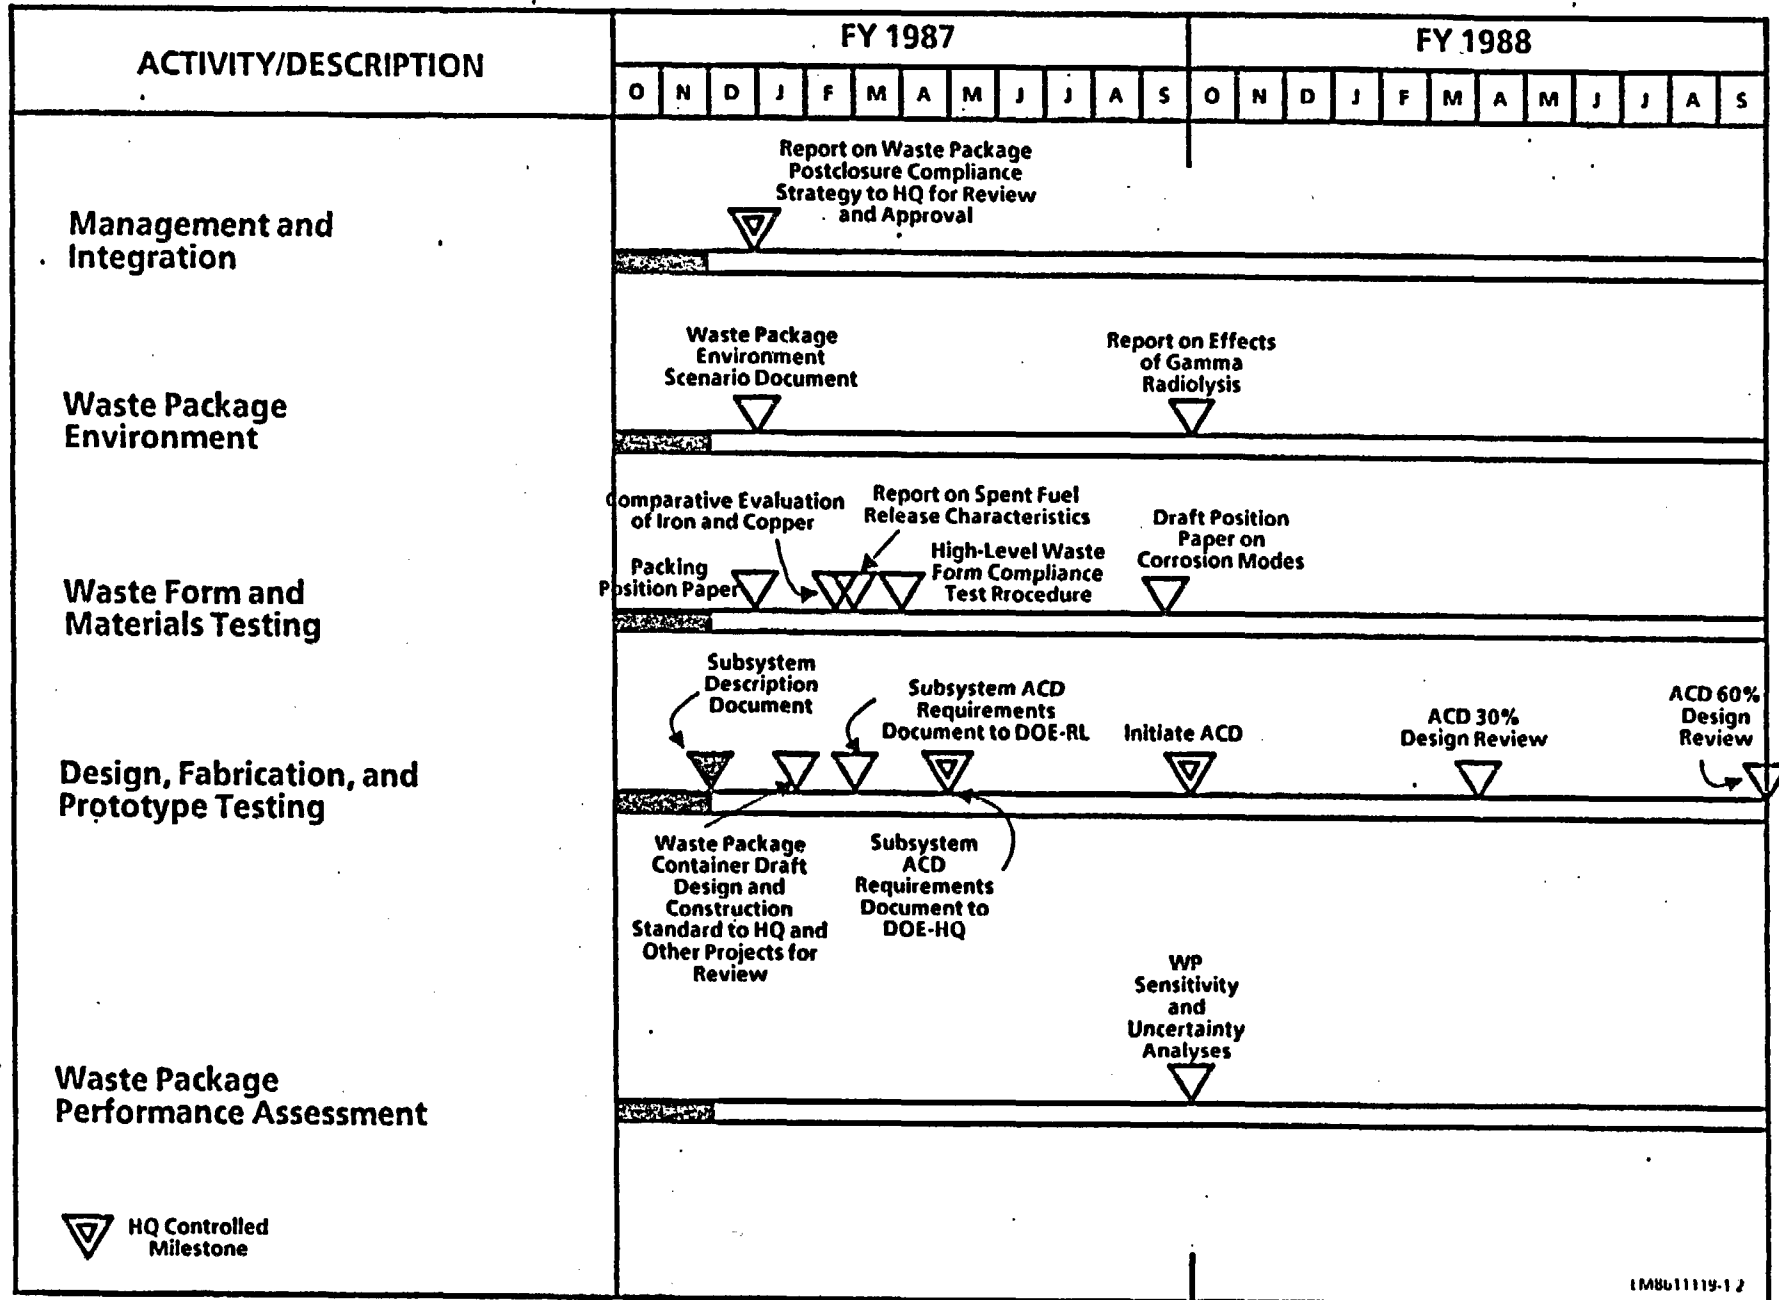 ACTIVITY/DESCRIPTION
FY 1987
FY 1988
O N D J F M A M J J A S O N D J F M A M J J A S
Management and
Integration
Report on Waste Package
Postclosure Compliance
Strategy to HQ for Review
and Approval
Waste Package
Environment
Waste Package
Environment
Scenario Document
Report on Effects
of Gamma
Radiolysis
Waste Form and
Materials Testing
Packing
Position Paper
Comparative Evaluation
of Iron and Copper
Report on Spent Fuel
Release Characteristics
High-Level Waste
Form Compliance
Test Rrocedure
Draft Position
Paper on
Corrosion Modes
Design, Fabrication, and
Prototype Testing
Subsystem
Description
Document
Subsystem ACD
Requirements
Document to DOE-RL
Initiate ACD
ACD 30%
Design Review
ACD 60%
Design
Review
Waste Package
Container Draft
Design and
Construction
Standard to HQ and
Other Projects for
Review
Subsystem
ACD
Requirements
Document to
DOE-HQ
Waste Package
Performance Assessment
WP
Sensitivity
and
Uncertainty
Analyses
HQ Controlled
Milestone